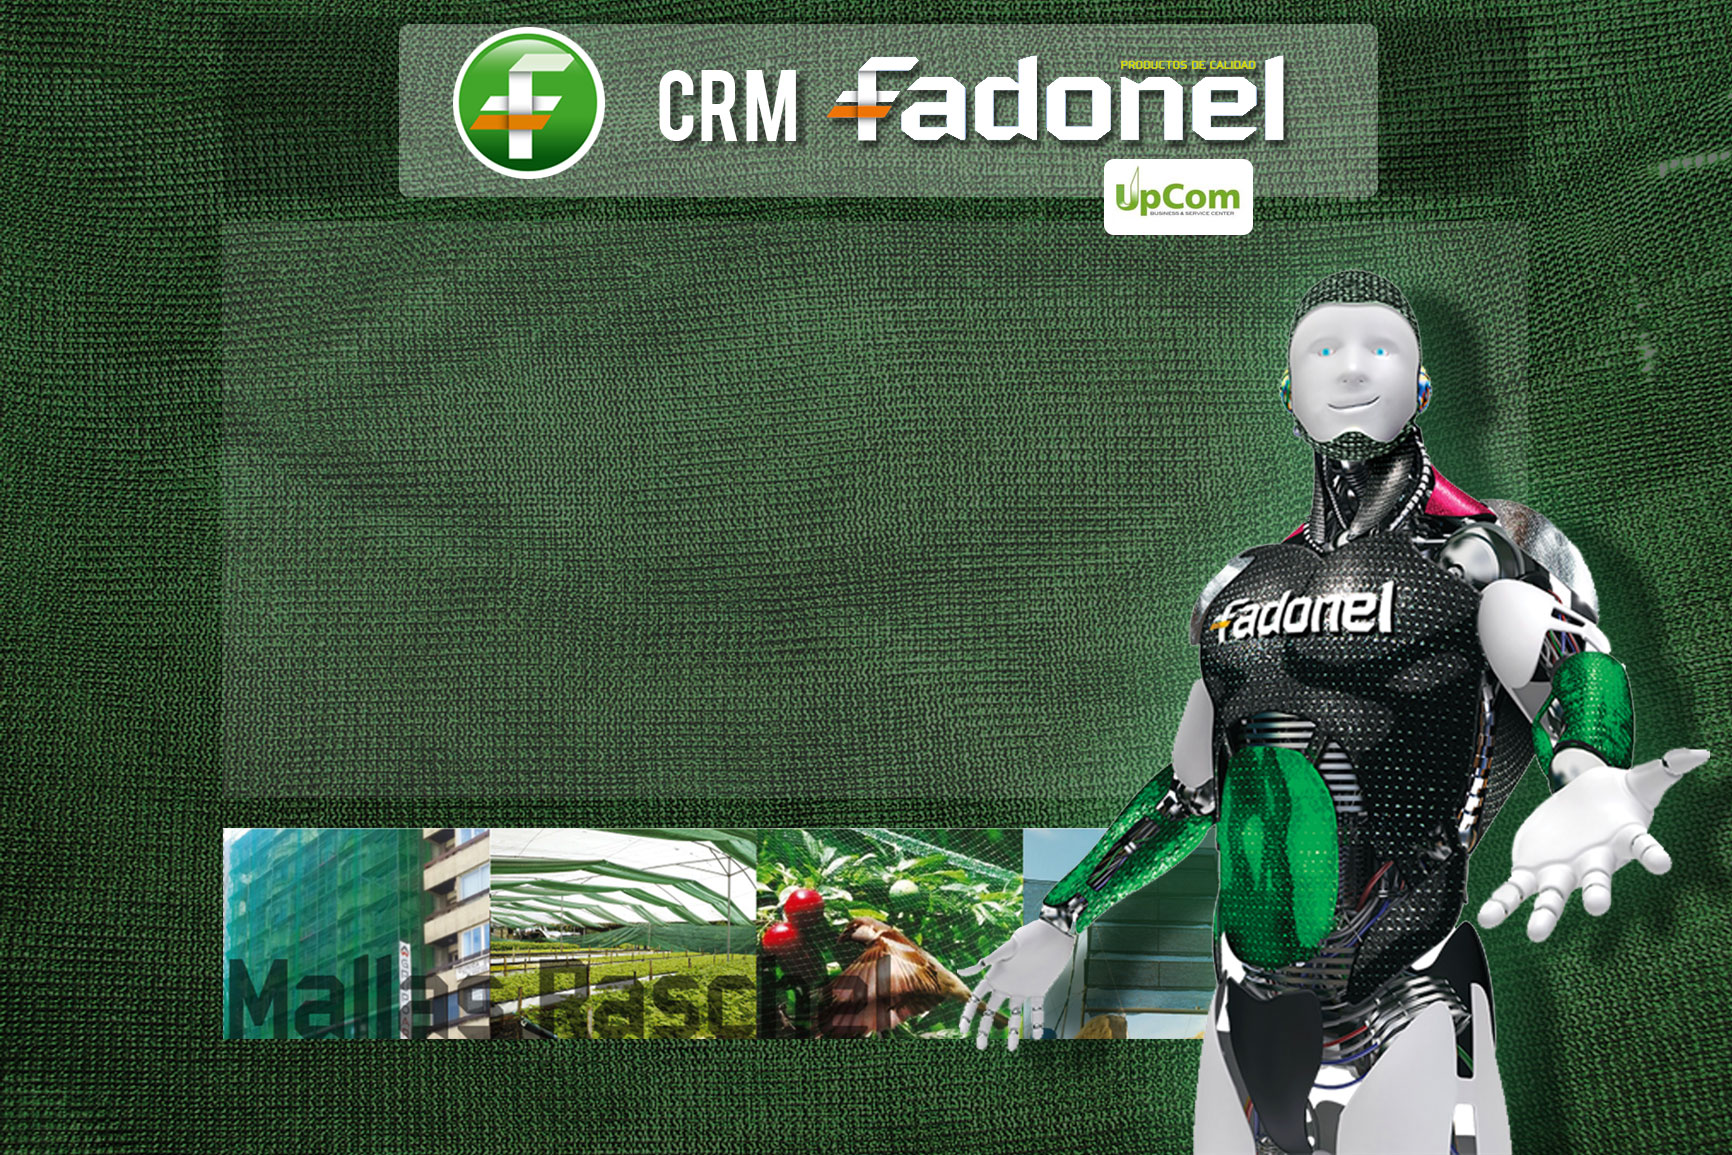 CRM Fadonel
PRODUCTOS DE CALIDAD
UpCom
BUSINESS & SERVICE CENTER
Fadonel
Mallas Raschel